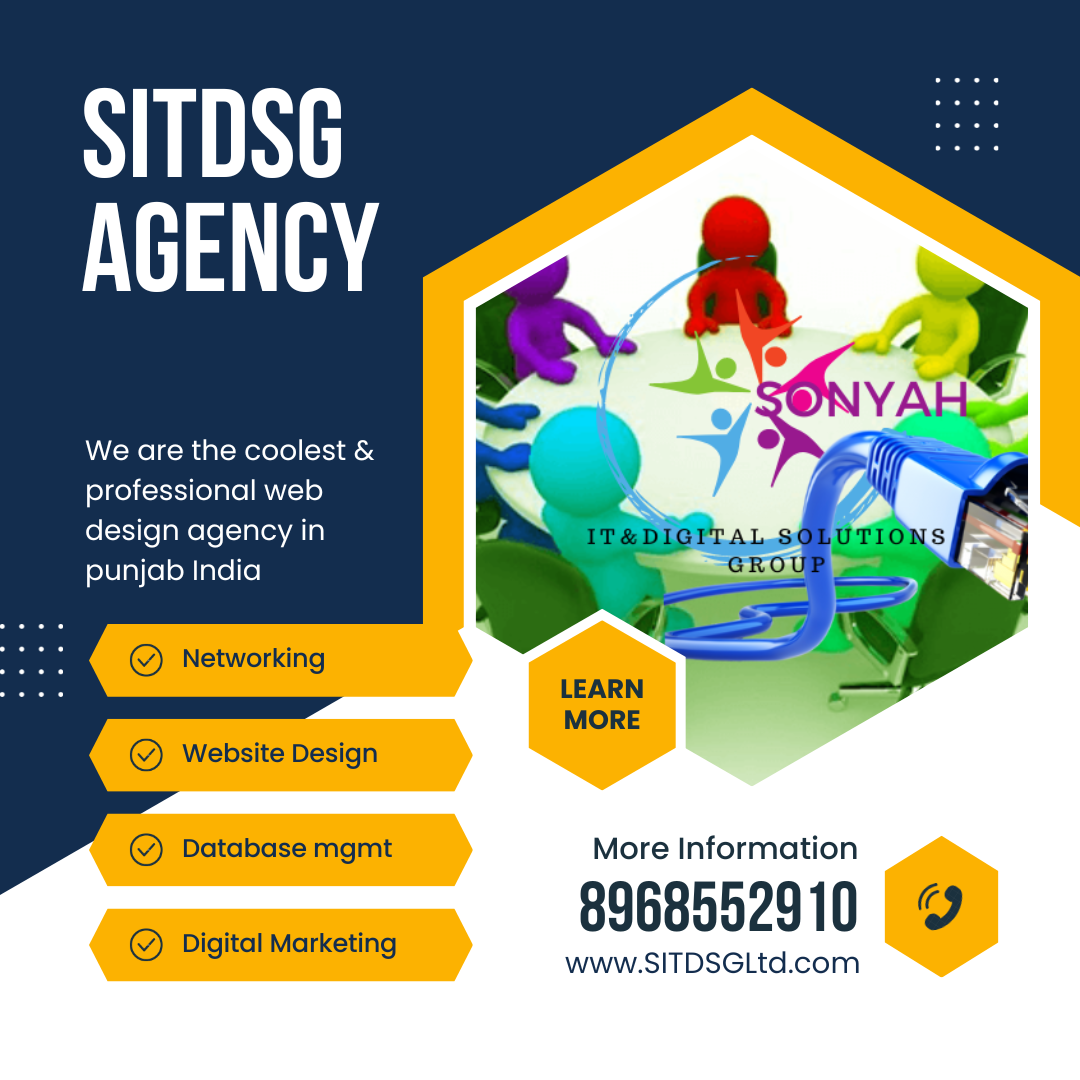 SITDSG
AGENCY
We are the coolest &
professional web
design agency in
punjab India
SONYAH
IT&DIGITAL SOLUTIONS
GROUP
LEARN
MORE
Networking
Website Design
Database mgmt
Digital Marketing
More Information
8968552910
www.SITDSGLtd.com